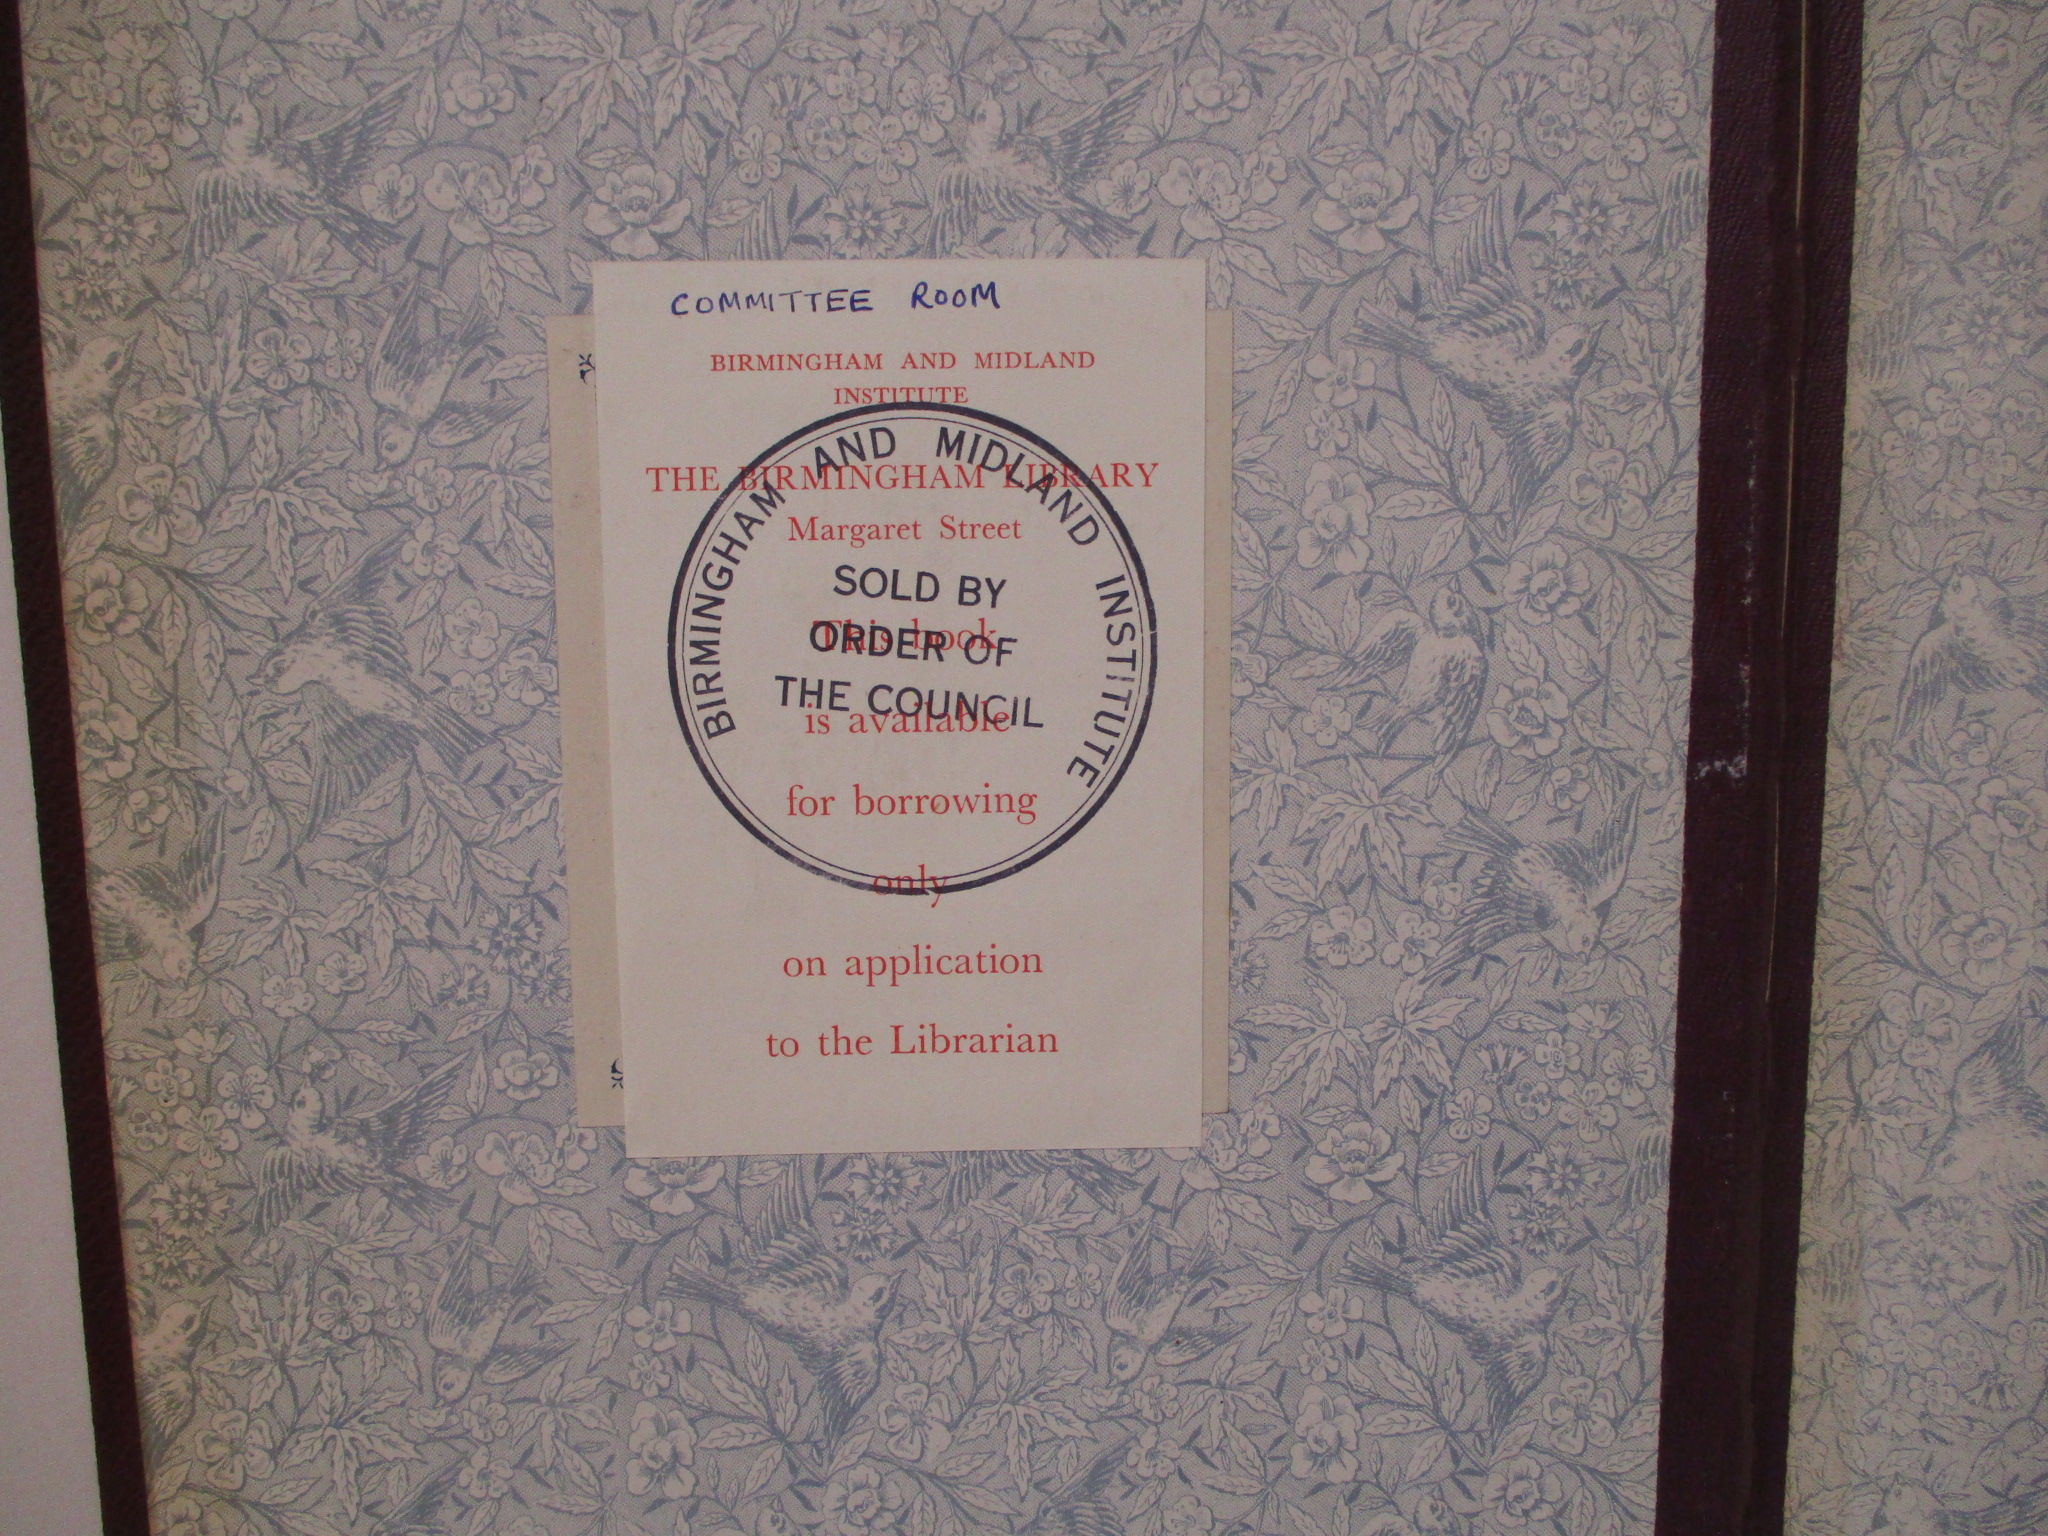 COMMITTEE ROOM
BIRMINGHAM AND MIDLAND
INSTITUTE
THE BIRMINGHAM LIBRARY
Margaret Street
This book
is available
for borrowing
only
on application
to the Librarian
BIRMINGHAM AND MIDLAND INSTITUTE
SOLD BY
ORDER OF
THE COUNCIL